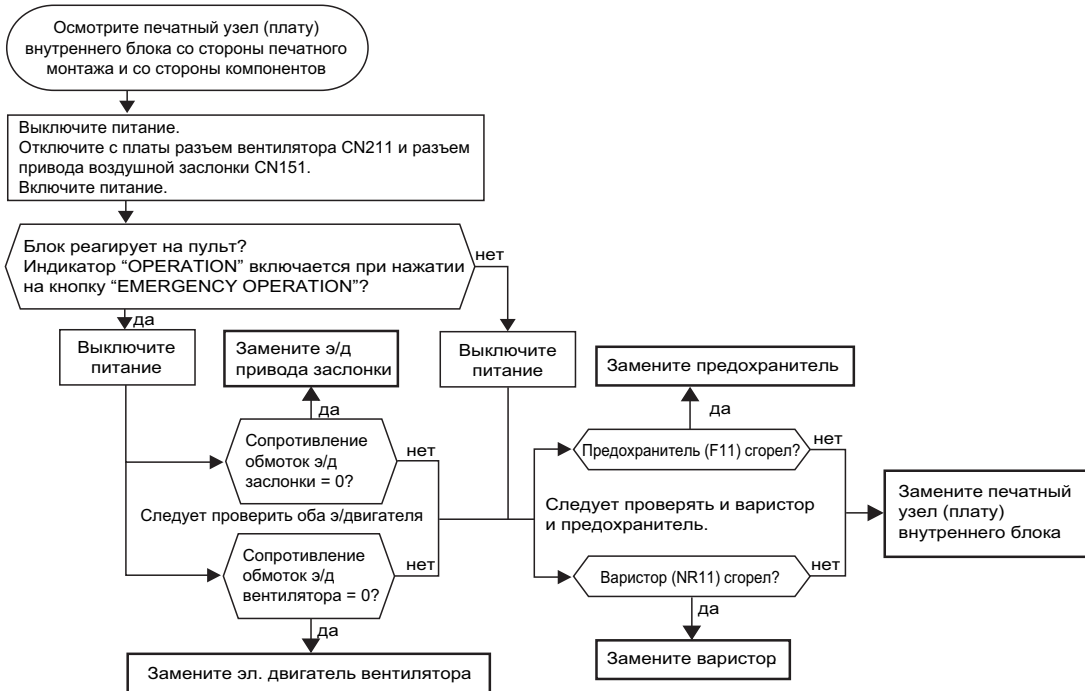 Осмотрите печатный узел (плату)
внутреннего блока со стороны печатного
монтажа и со стороны компонентов
Выключите питание.
Отключите с платы разъем вентилятора CN211 и разъем
привода воздушной заслонки CN151.
Включите питание.
Блок реагирует на пульт?
Индикатор “OPERATION” включается при нажатии
на кнопку “EMERGENCY OPERATION”?
нет
да
Выключите
питание
Замените э/д
привода заслонки
Выключите
питание
Замените предохранитель
да
да
Сопротивление
обмоток э/д
заслонки = 0?
нет
Предохранитель (F11) сгорел?
нет
Следует проверить оба э/двигателя
Следует проверять и варистор
и предохранитель.
Замените печатный
узел (плату)
внутреннего блока
Сопротивление
обмоток э/д
вентилятора = 0?
нет
Варистор (NR11) сгорел?
нет
да
да
Замените эл. двигатель вентилятора
Замените варистор